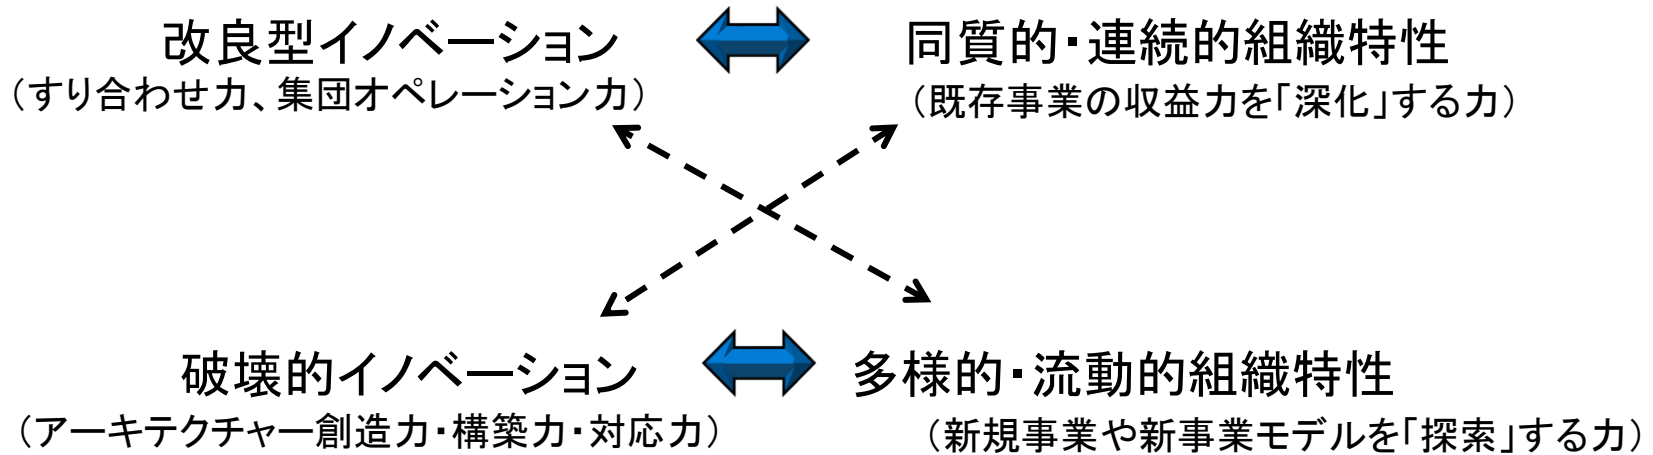 改良型イノベーション
同質的・連続的組織特性
（すり合わせ力、集団オペレーション力）
（既存事業の収益力を「深化」する力）
破壊的イノベーション
多様的・流動的組織特性
（アーキテクチャー創造力・構築力・対応力）
（新規事業や新事業モデルを「探索」する力）